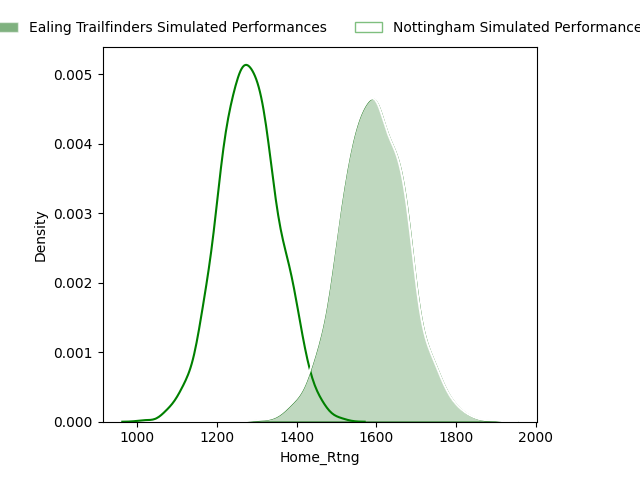 Ealing Trailfinders Simulated Performances
Nottingham Simulated Performance
0.005
0.004
0.003
0.002
0.001
0.000
Density
1000 1200 1400 1600 1800 2000
Home_Rtng